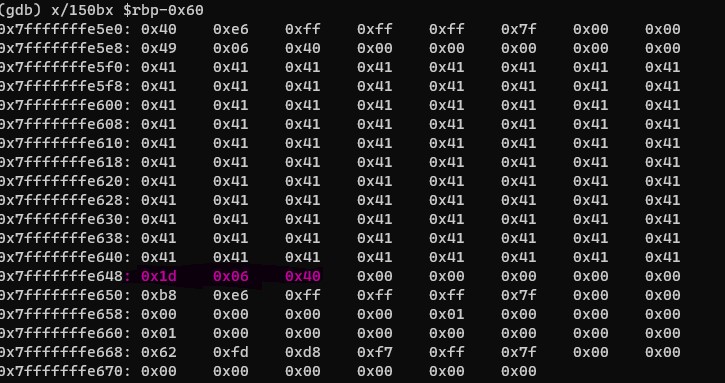 (gdb) x/150bx $rbp-0x60
0x7fffffffe5e0: 0x40 0xe6 0xff 0xff 0xff 0x7f 0x00 0x00
0x7fffffffe5e8: 0x49 0x06 0x40 0x00 0x00 0x00 0x00 0x00
0x7fffffffe5f0: 0x41 0x41 0x41 0x41 0x41 0x41 0x41 0x41
0x7fffffffe5f8: 0x41 0x41 0x41 0x41 0x41 0x41 0x41 0x41
0x7fffffffe600: 0x41 0x41 0x41 0x41 0x41 0x41 0x41 0x41
0x7fffffffe608: 0x41 0x41 0x41 0x41 0x41 0x41 0x41 0x41
0x7fffffffe610: 0x41 0x41 0x41 0x41 0x41 0x41 0x41 0x41
0x7fffffffe618: 0x41 0x41 0x41 0x41 0x41 0x41 0x41 0x41
0x7fffffffe620: 0x41 0x41 0x41 0x41 0x41 0x41 0x41 0x41
0x7fffffffe628: 0x41 0x41 0x41 0x41 0x41 0x41 0x41 0x41
0x7fffffffe630: 0x41 0x41 0x41 0x41 0x41 0x41 0x41 0x41
0x7fffffffe638: 0x41 0x41 0x41 0x41 0x41 0x41 0x41 0x41
0x7fffffffe640: 0x41 0x41 0x41 0x41 0x41 0x41 0x41 0x41
0x7fffffffe648: 0x1d 0x06 0x40 0x00 0x00 0x00 0x00 0x00
0x7fffffffe650: 0xb8 0xe6 0xff 0xff 0xff 0x7f 0x00 0x00
0x7fffffffe658: 0x00 0x00 0x00 0x00 0x01 0x00 0x00 0x00
0x7fffffffe660: 0x01 0x00 0x00 0x00 0x00 0x00 0x00 0x00
0x7fffffffe668: 0x62 0xfd 0xd8 0xf7 0xff 0x7f 0x00 0x00
0x7fffffffe670: 0x00 0x00 0x00 0x00 0x00 0x00